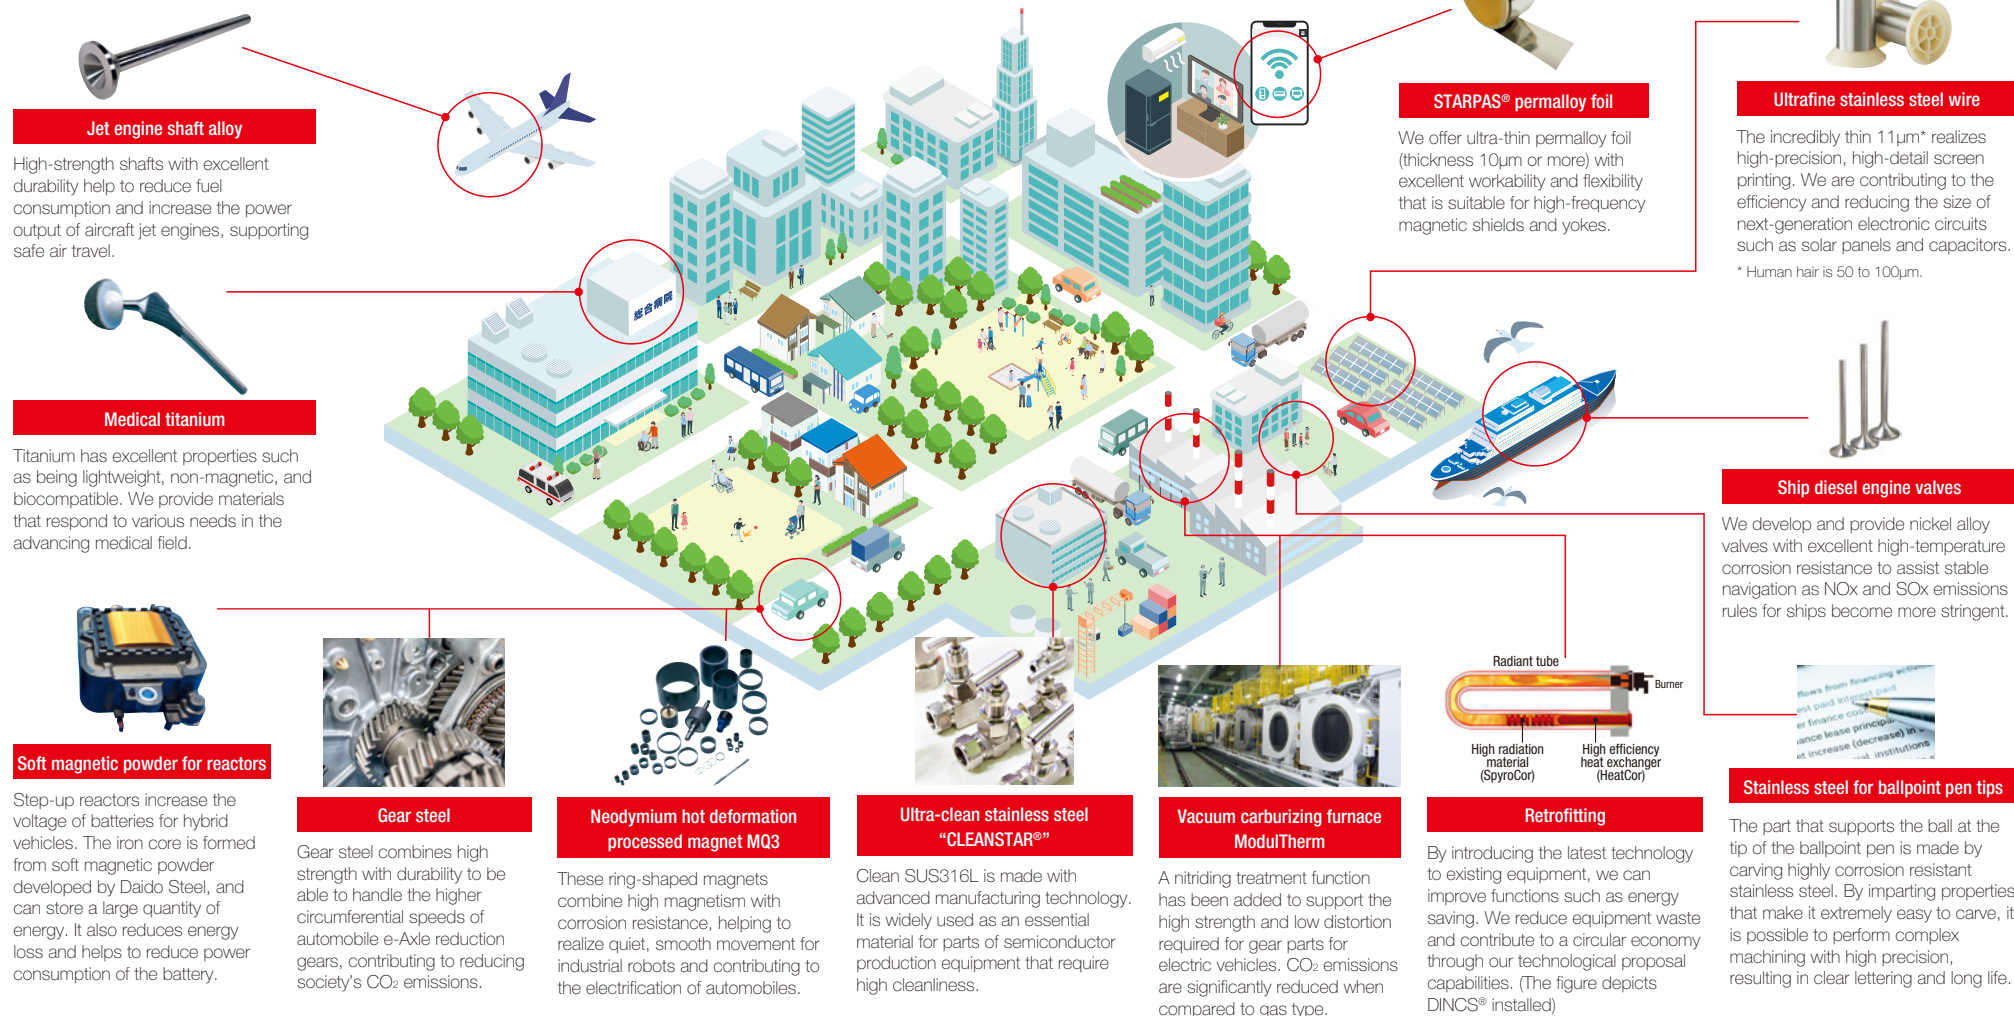 Jet engine shaft alloy
High-strength shafts with excellent
durability help to reduce fuel
consumption and increase the power
output of aircraft jet engines, supporting
safe air travel.
STARPAS® permalloy foil
We offer ultra-thin permalloy foil
(thickness 10μm or more) with
excellent workability and flexibility
that is suitable for high-frequency
magnetic shields and yokes.
Ultrafine stainless steel wire
The incredibly thin 11μm* realizes
high-precision, high-detail screen
printing. We are contributing to the
efficiency and reducing the size of
next-generation electronic circuits
such as solar panels and capacitors.
* Human hair is 50 to 100μm.
総合病院
Medical titanium
Titanium has excellent properties such
as being lightweight, non-magnetic, and
biocompatible. We provide materials
that respond to various needs in the
advancing medical field.
Ship diesel engine valves
We develop and provide nickel alloy
valves with excellent high-temperature
corrosion resistance to assist stable
navigation as NOx and SOx emissions
rules for ships become more stringent.
Soft magnetic powder for reactors
Step-up reactors increase the
voltage of batteries for hybrid
vehicles. The iron core is formed
from soft magnetic powder
developed by Daido Steel, and
can store a large quantity of
energy. It also reduces energy
loss and helps to reduce power
consumption of the battery.
Gear steel
Gear steel combines high
strength with durability to be
able to handle the higher
circumferential speeds of
automobile e-Axle reduction
gears, contributing to reducing
society's CO2 emissions.
Neodymium hot deformation
processed magnet MQ3
These ring-shaped magnets
combine high magnetism with
corrosion resistance, helping to
realize quiet, smooth movement for
industrial robots and contributing to
the electrification of automobiles.
Ultra-clean stainless steel
“CLEANSTAR®”
Clean SUS316L is made with
advanced manufacturing technology.
It is widely used as an essential
material for parts of semiconductor
production equipment that require
high cleanliness.
Vacuum carburizing furnace
ModulTherm
A nitriding treatment function
has been added to support the
high strength and low distortion
required for gear parts for
electric vehicles. CO2 emissions
are significantly reduced when
compared to gas type.
Radiant tube
Burner
High radiation
material
(SpyroCor)
High efficiency
heat exchanger
(HeatCor)
Retrofitting
By introducing the latest technology
to existing equipment, we can
improve functions such as energy
saving. We reduce equipment waste
and contribute to a circular economy
through our technological proposal
capabilities. (The figure depicts
DINCS® installed)
flows from financing
paid interest paid
finance cost
ance lease principal
increase (decrease) in
institutions
Stainless steel for ballpoint pen tips
The part that supports the ball at the
tip of the ballpoint pen is made by
carving highly corrosion resistant
stainless steel. By imparting properties
that make it extremely easy to carve, it
is possible to perform complex
machining with high precision,
resulting in clear lettering and long life.